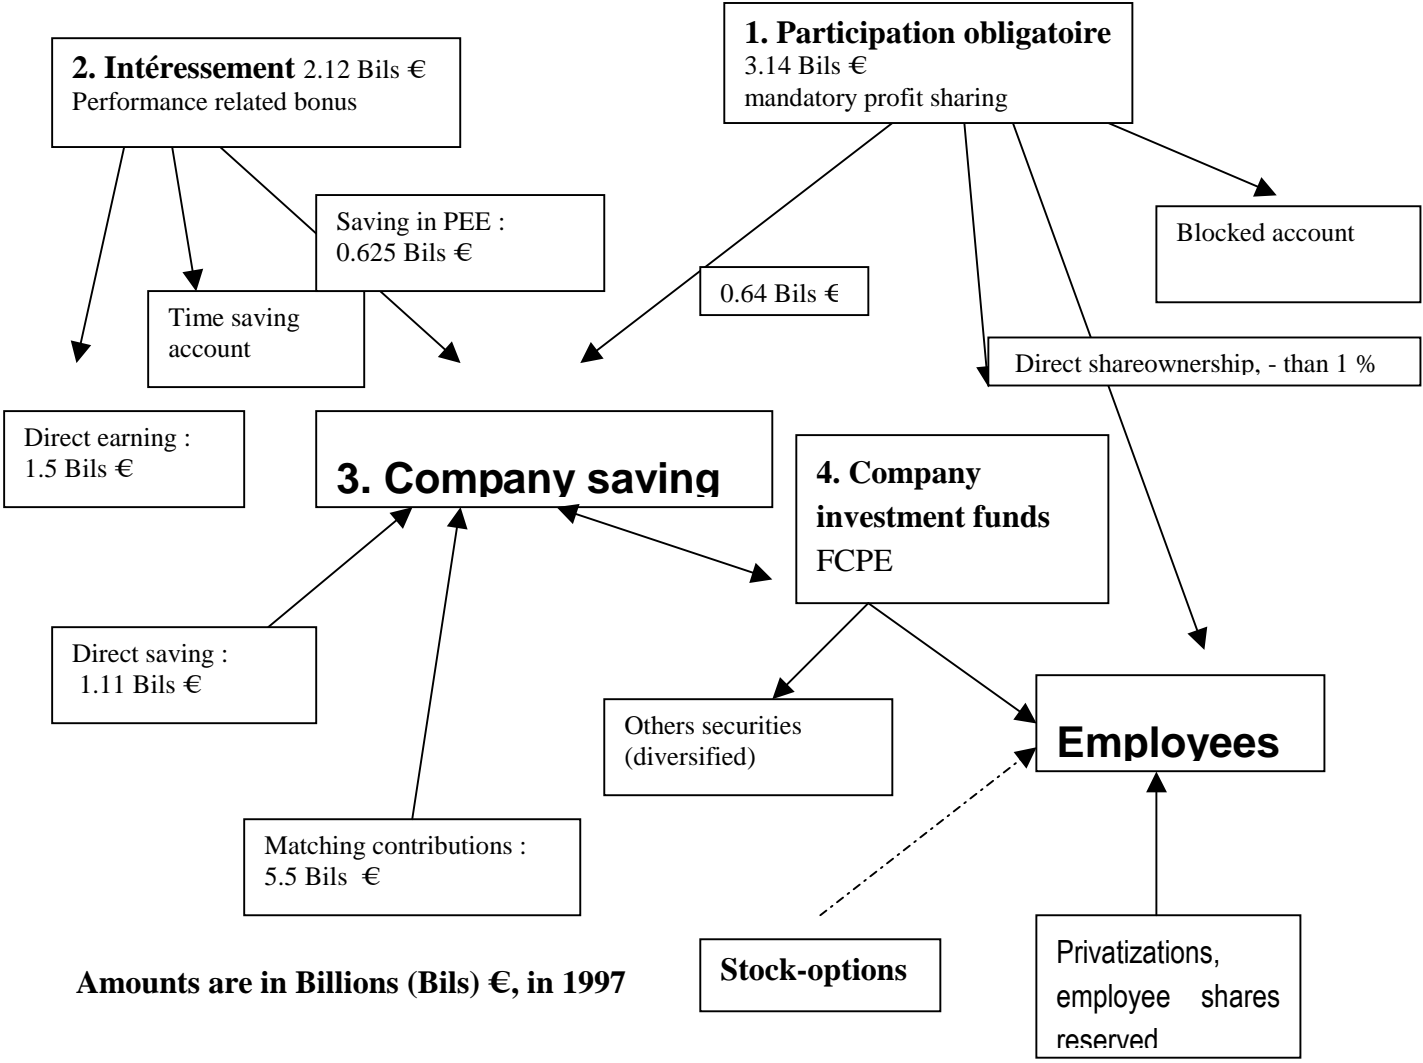 1. Participation obligatoire
3.14 Bils €
mandatory profit sharing
2. Intéressement 2.12 Bils €
Performance related bonus
Saving in PEE :
0.625 Bils €
Blocked account
0.64 Bils €
Time saving
account
Direct shareownership, - than 1 %
Direct earning :
1.5 Bils €
3. Company saving
4. Company
investment funds
FCPE
Direct saving :
1.11 Bils €
Others securities
(diversified)
Employees
Matching contributions :
5.5 Bils €
Stock-options
Privatizations,
employee shares
reserved
Amounts are in Billions (Bils) €, in 1997